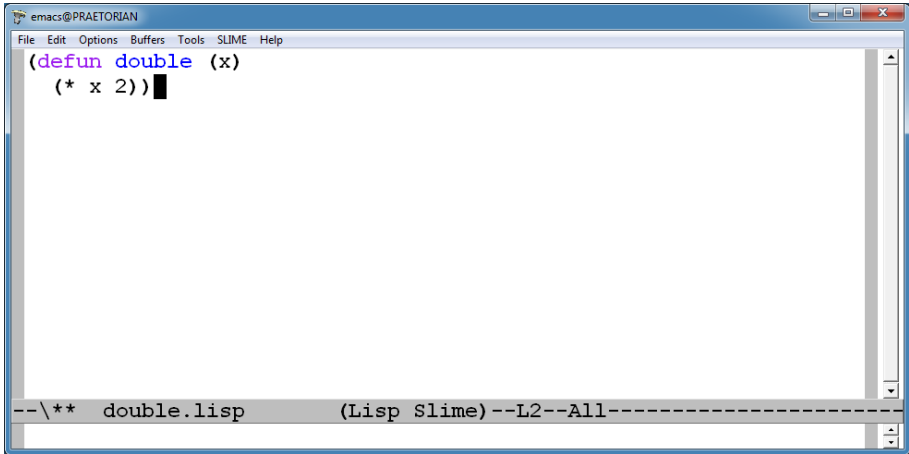 emacs@PRAETORIAN
File Edit Options Buffers Tools SLIME Help
(defun double (x)
  (* x 2))
--\**  double.lisp      (Lisp Slime)--L2--All-----------------------